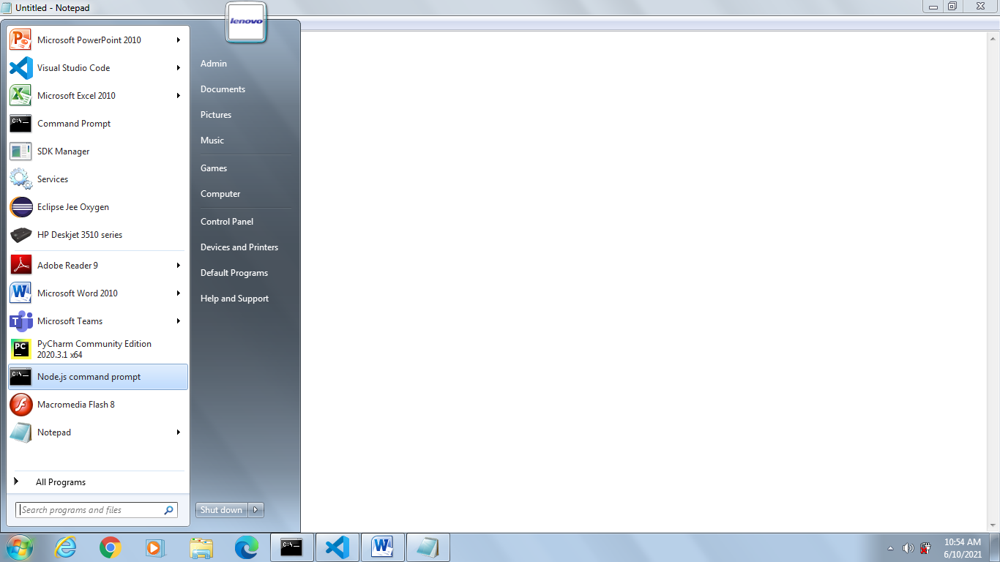 Untitled - Notepad
lenovo
Microsoft PowerPoint 2010
Visual Studio Code
Microsoft Excel 2010
Command Prompt
SDK Manager
Services
Eclipse Jee Oxygen
HP Deskjet 3510 series
Adobe Reader 9
Microsoft Word 2010
Microsoft Teams
PyCharm Community Edition
2020.3.1 x64
Node.js command prompt
Macromedia Flash 8
Notepad
All Programs
Search programs and files
Admin
Documents
Pictures
Music
Games
Computer
Control Panel
Devices and Printers
Default Programs
Help and Support
Shut down
10:54 AM
6/10/2021